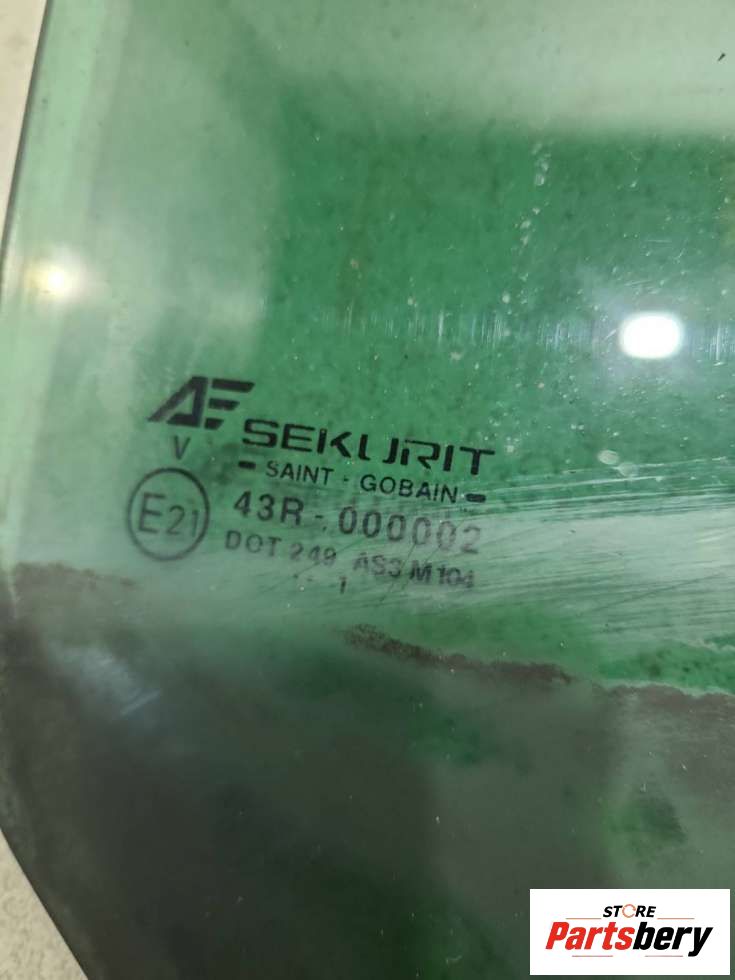 AF
V
SEKURIT
- SAINT - GOBAIN -
E21
43R - 000002
DOT 249 AS3 M104
1
STORE
Partsbery